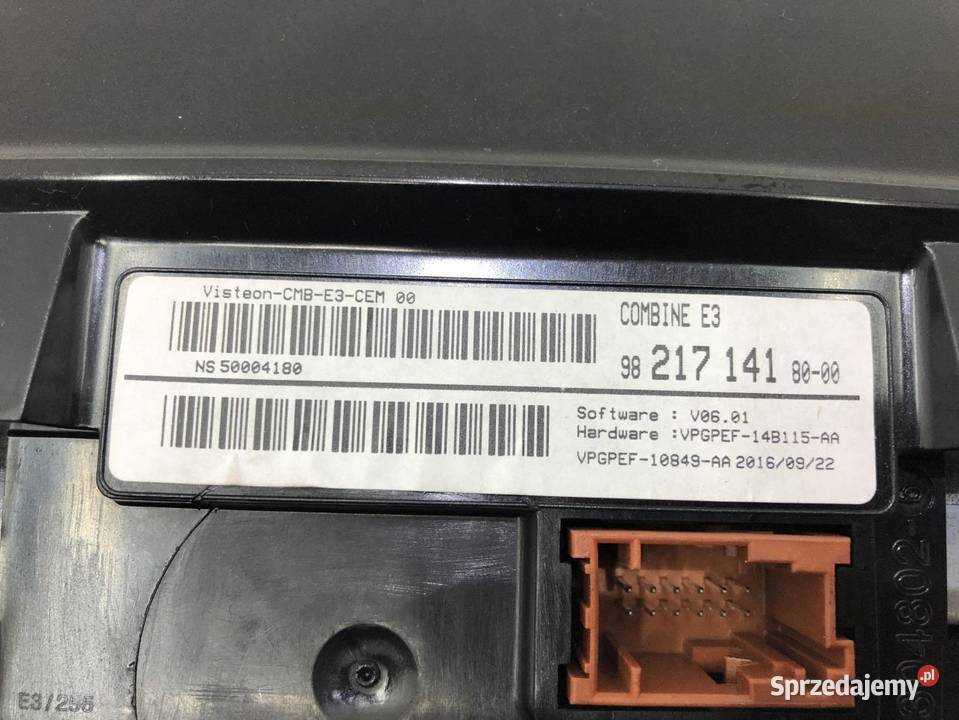 Visteon-CMB-E3-CEM 00
COMBINE E3
NS 50004180
98 217 141 80-00
Software : V06.01
Hardware :VPGPEF-14B115-AA
VPGPEF-10849-AA 2016/09/22
E3/256
Sprzedajemy.pl